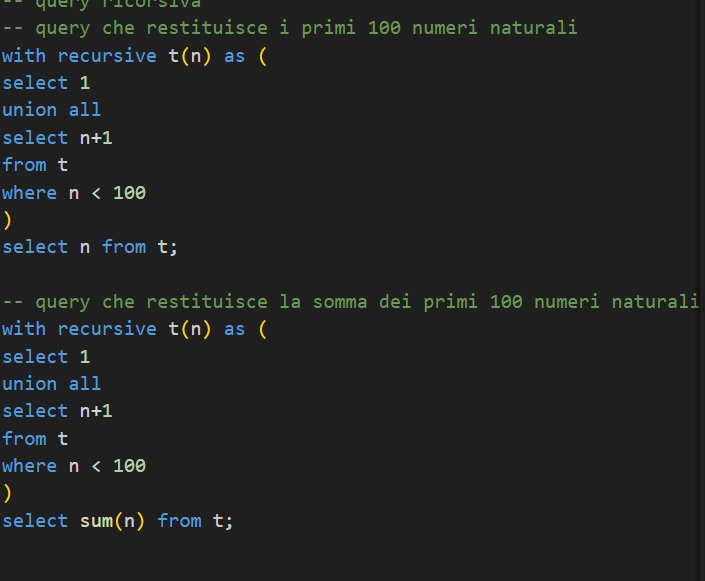 -- query ricorsiva
-- query che restituisce i primi 100 numeri naturali
with recursive t(n) as (
select 1
union all
select n+1
from t
where n < 100
)
select n from t;
-- query che restituisce la somma dei primi 100 numeri naturali
with recursive t(n) as (
select 1
union all
select n+1
from t
where n < 100
)
select sum(n) from t;